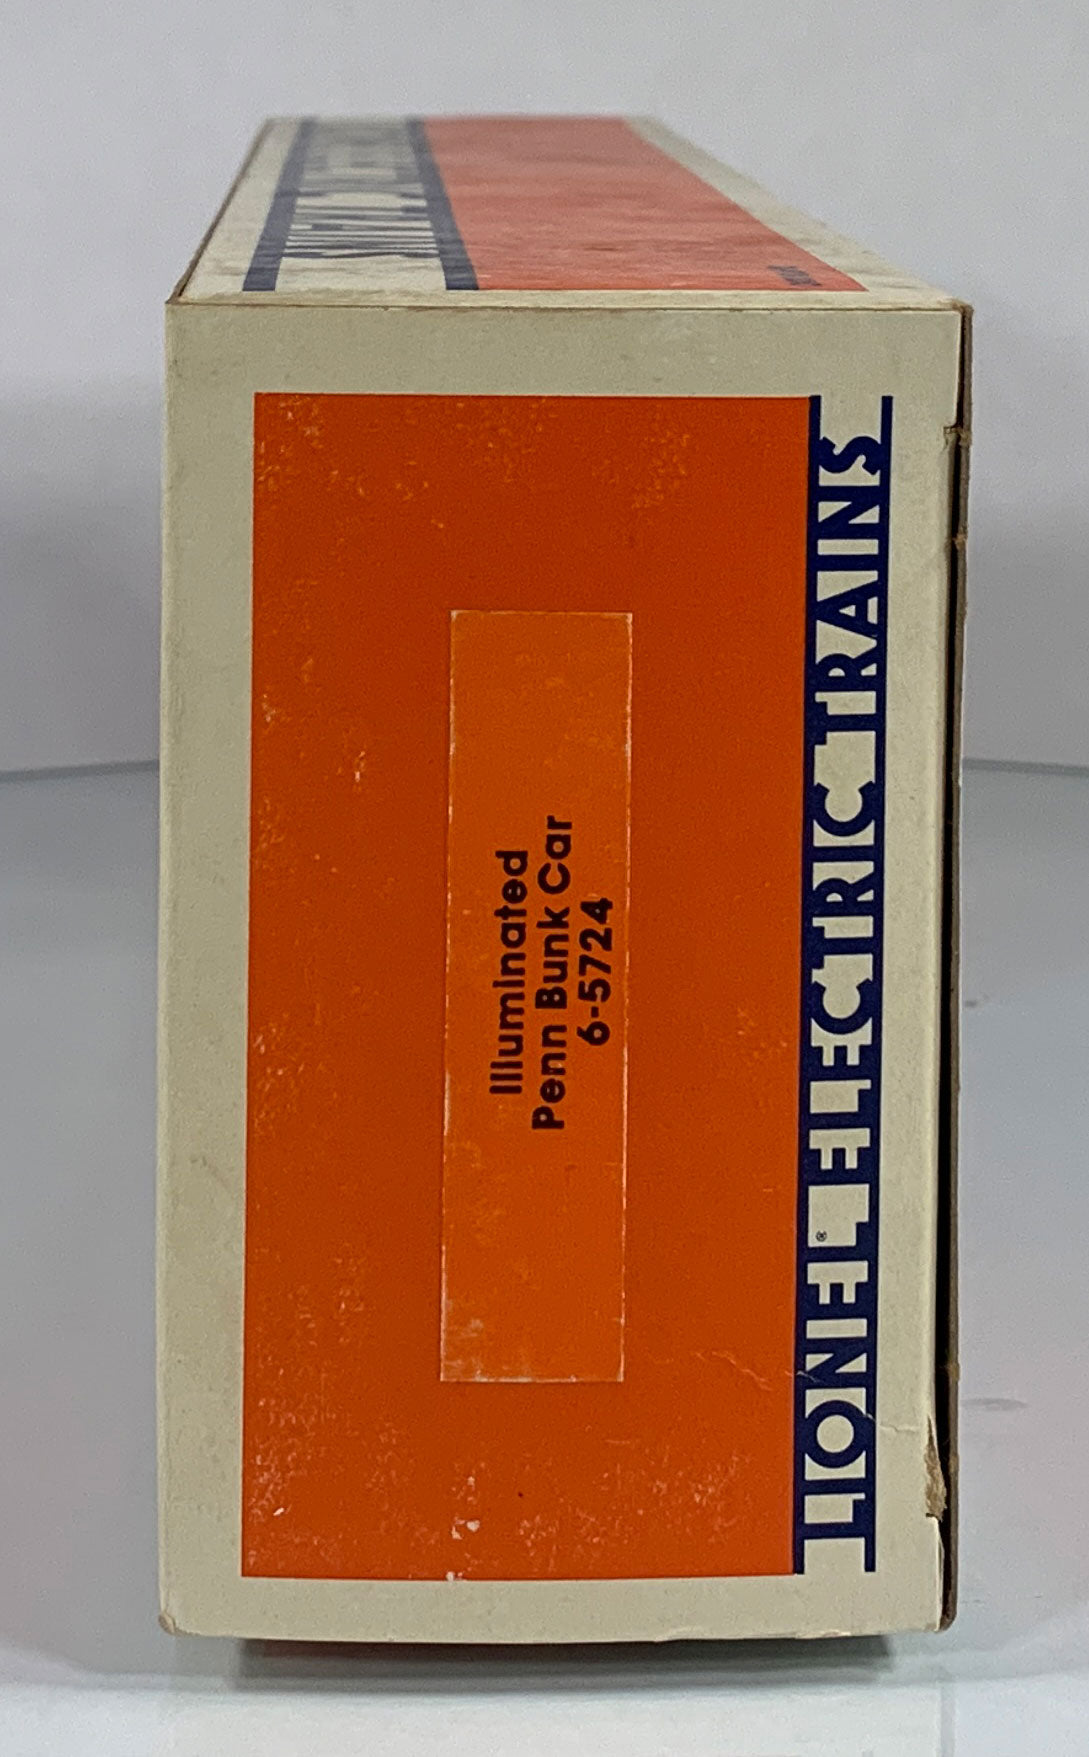 LIONEL® ELECTRIC TRAINS
Illuminated
Penn Bunk Car
6-5724